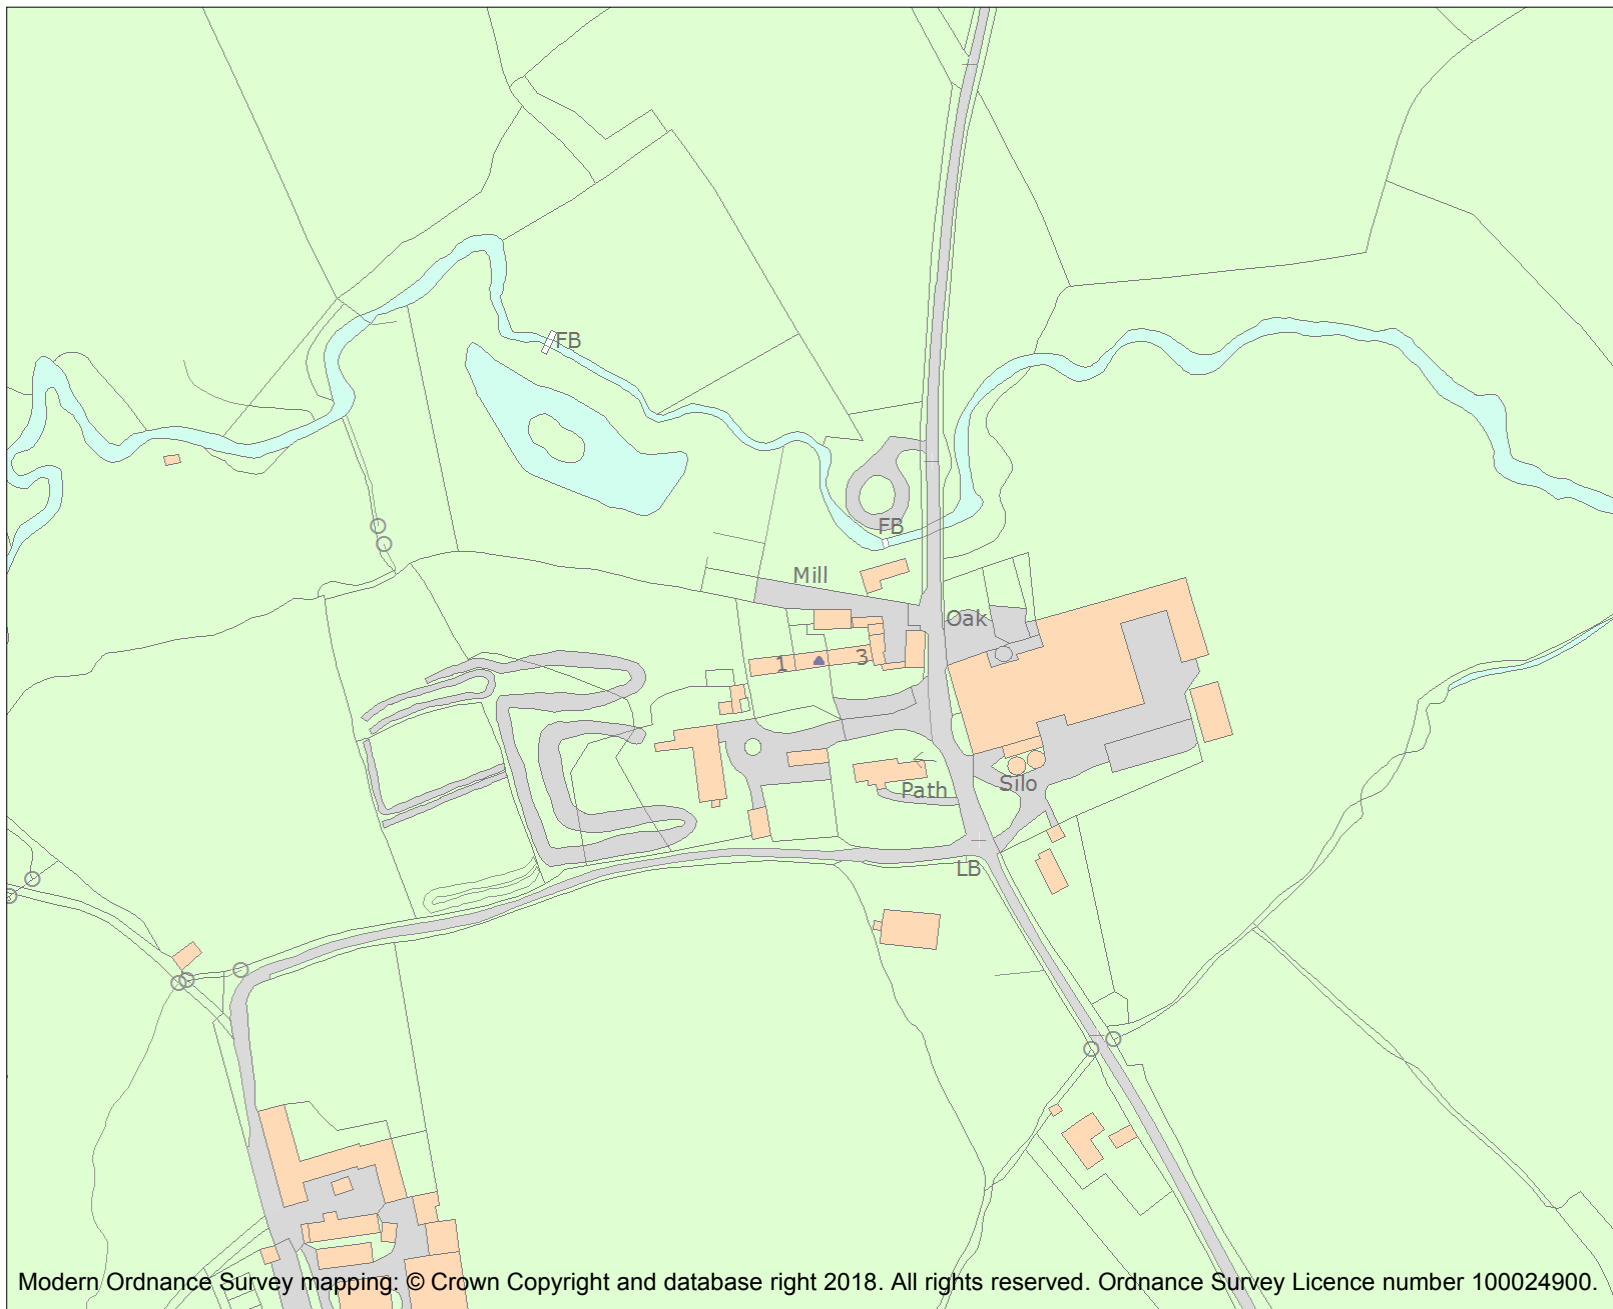 FB
FB
Mill
Oak
1
3
Silo
Path
LB
Modern Ordnance Survey mapping: © Crown Copyright and database right 2018. All rights reserved. Ordnance Survey Licence number 100024900.